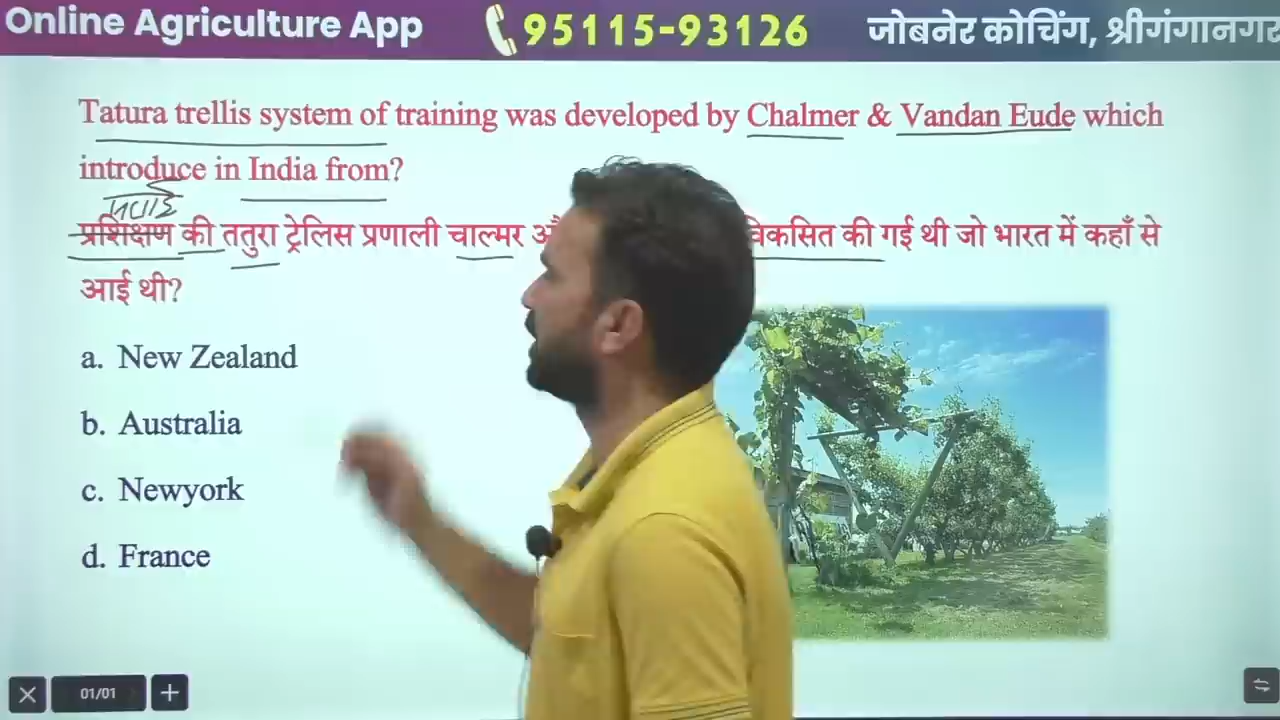 Online Agriculture App
95115-93126
जोबनेर कोचिंग, श्रीगंगानगर
Tatura trellis system of training was developed by Chalmer & Vandan Eude which
introduce in India from?
प्रशिक्षण की ततुरा ट्रेलिस प्रणाली चाल्मर विकसित की गई थी जो भारत में कहाँ से
आई थी?
a. New Zealand
b. Australia
c. Newyork
d. France
01/01